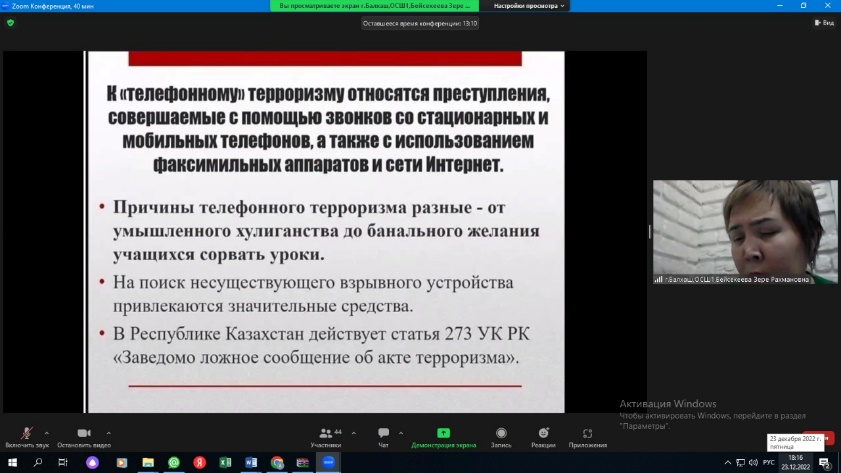 Zoom Конференция, 40 мин
Вы просматриваете экран г.Балхаш,ОСШ1,Бейсекеова Зере ...
Настройки просмотра
Оставшееся время конференции: 13:10
Вид
К «телефонному» терроризму относятся преступления,
совершаемые с помощью звонков со стационарных и
мобильных телефонов, а также с использованием
факсимильных аппаратов и сети Интернет.
• Причины телефонного терроризма разные - от
умышленного хулиганства до банального желания
учащихся сорвать уроки.
• На поиск несуществующего взрывного устройства
привлекаются значительные средства.
• В Республике Казахстан действует статья 273 УК РК
«Заведомо ложное сообщение об акте терроризма».
г.Балхаш,ОСШ1,Бейсекеева Зере Рахмановна
Активация Windows
Чтобы активировать Windows, перейдите в раздел
"Параметры".
Включить звук
Остановить видео
44
Участники
Чат
Демонстрация экрана
Запись
Реакции
Приложения
23 декабря 2022 г.
пятница
РУС
18:16
23.12.2022